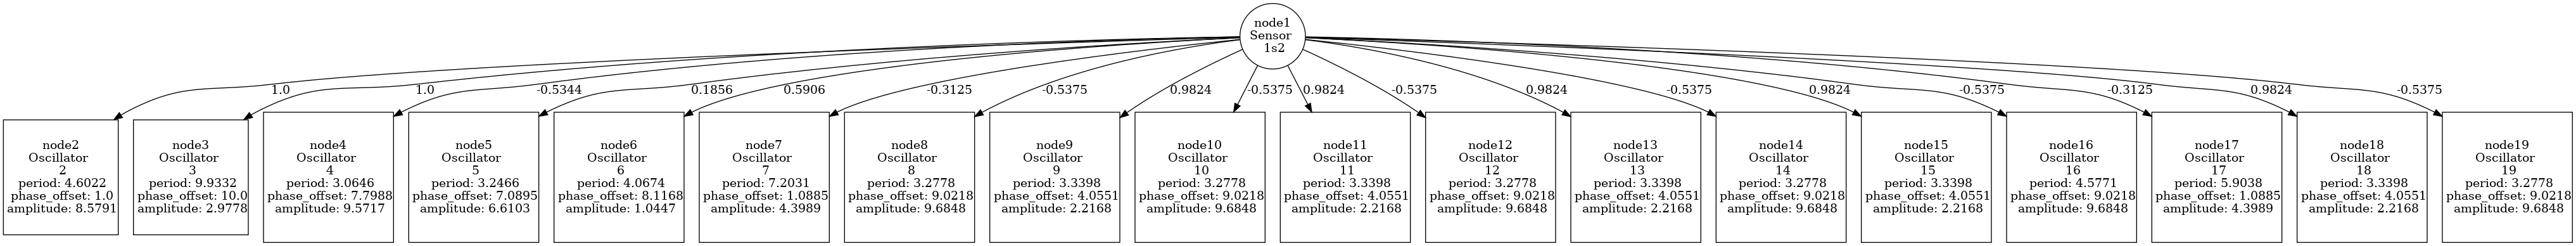 node1
Sensor
1s2
1.0
1.0
-0.5344
0.1856
0.5906
-0.3125
-0.5375
0.9824
-0.5375
0.9824
-0.5375
0.9824
-0.5375
0.9824
-0.5375
-0.3125
0.9824
-0.5375
node2
Oscillator
2
period: 4.6022
phase_offset: 1.0
amplitude: 8.5791
node3
Oscillator
3
period: 9.9332
phase_offset: 10.0
amplitude: 2.9778
node4
Oscillator
4
period: 3.0646
phase_offset: 7.7988
amplitude: 9.5717
node5
Oscillator
5
period: 3.2466
phase_offset: 7.0895
amplitude: 6.6103
node6
Oscillator
6
period: 4.0674
phase_offset: 8.1168
amplitude: 1.0447
node7
Oscillator
7
period: 7.2031
phase_offset: 1.0885
amplitude: 4.3989
node8
Oscillator
8
period: 3.2778
phase_offset: 9.0218
amplitude: 9.6848
node9
Oscillator
9
period: 3.3398
phase_offset: 4.0551
amplitude: 2.2168
node10
Oscillator
10
period: 3.2778
phase_offset: 9.0218
amplitude: 9.6848
node11
Oscillator
11
period: 3.3398
phase_offset: 4.0551
amplitude: 2.2168
node12
Oscillator
12
period: 3.2778
phase_offset: 9.0218
amplitude: 9.6848
node13
Oscillator
13
period: 3.3398
phase_offset: 4.0551
amplitude: 2.2168
node14
Oscillator
14
period: 3.2778
phase_offset: 9.0218
amplitude: 9.6848
node15
Oscillator
15
period: 3.3398
phase_offset: 4.0551
amplitude: 2.2168
node16
Oscillator
16
period: 4.5771
phase_offset: 9.0218
amplitude: 9.6848
node17
Oscillator
17
period: 5.9038
phase_offset: 1.0885
amplitude: 4.3989
node18
Oscillator
18
period: 3.3398
phase_offset: 4.0551
amplitude: 2.2168
node19
Oscillator
19
period: 3.2778
phase_offset: 9.0218
amplitude: 9.6848